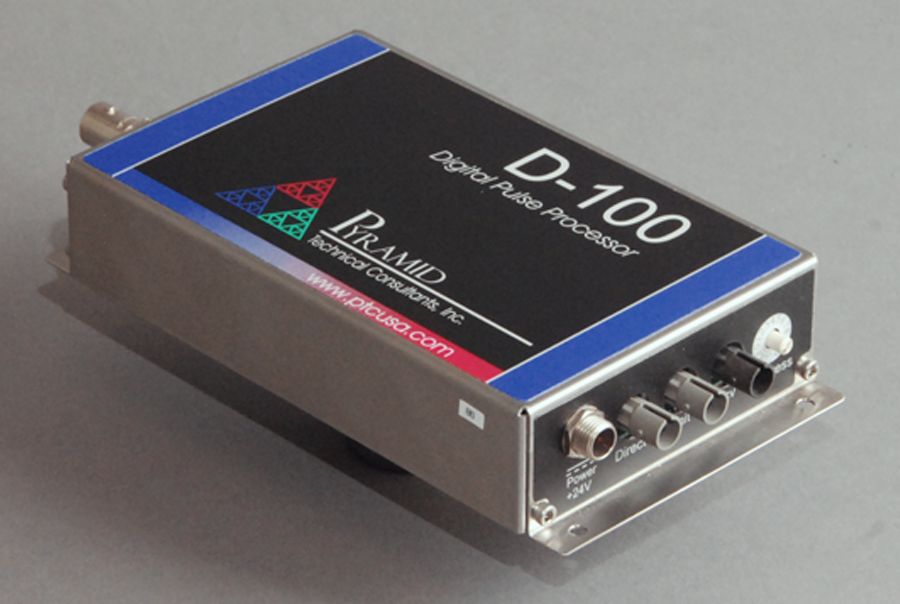 D-100
Digital Pulse Processor
PYRAMID
Technical Consultants, Inc.
www.ptcusa.com
Power
+24V